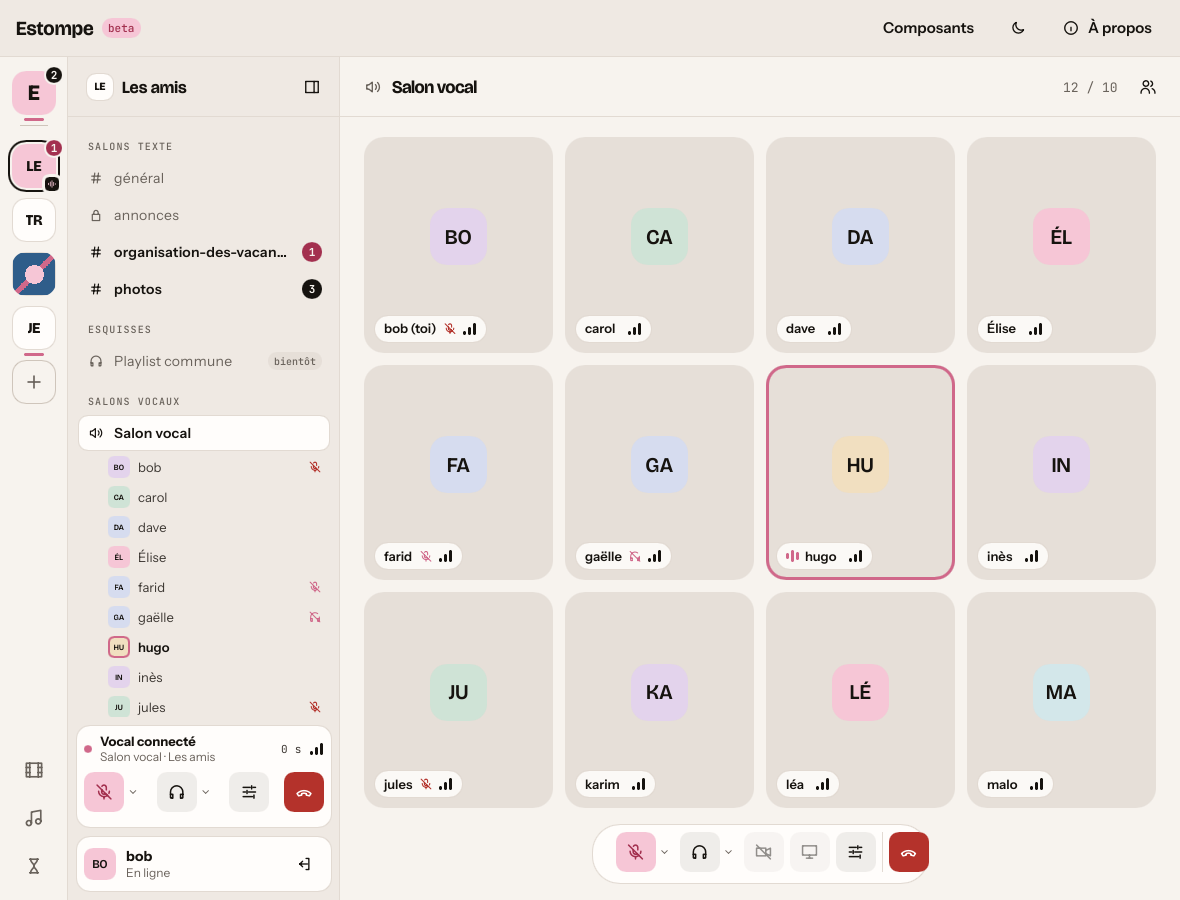 Estompe beta
Composants
À propos
E 2
LE 1
TR
JE
LE Les amis
SALONS TEXTE
# général
annonces
# organisation-des-vacan... 1
# photos 3
ESQUISSES
Playlist commune bientôt
SALONS VOCAUX
Salon vocal
BO bob
CA carol
DA dave
ÉL Élise
FA farid
GA gaëlle
HU hugo
IN inès
JU jules
Vocal connecté
Salon vocal · Les amis
0 s
BO bob
En ligne
Salon vocal
12 / 10
BO
bob (toi)
CA
carol
DA
dave
ÉL
Élise
FA
farid
GA
gaëlle
HU
hugo
IN
inès
JU
jules
KA
karim
LÉ
léa
MA
malo